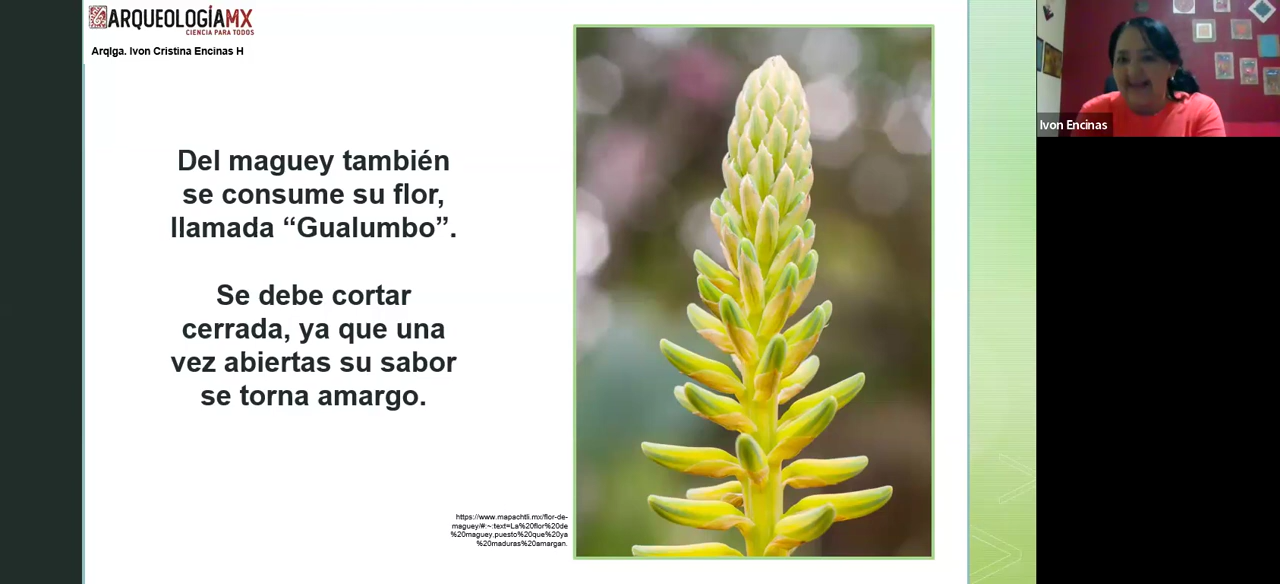 ARQUEOLOGÍAMX
CIENCIA PARA TODOS
Arqlga. Ivon Cristina Encinas H
Del maguey también
se consume su flor,
llamada “Gualumbo”.
Se debe cortar
cerrada, ya que una
vez abiertas su sabor
se torna amargo.
https://www.mapachtli.mx/flor-de-
maguey/#:~:text=La%20flor%20de
%20maguey,puesto%20que%20ya
%20maduras%20amargan.
Ivon Encinas